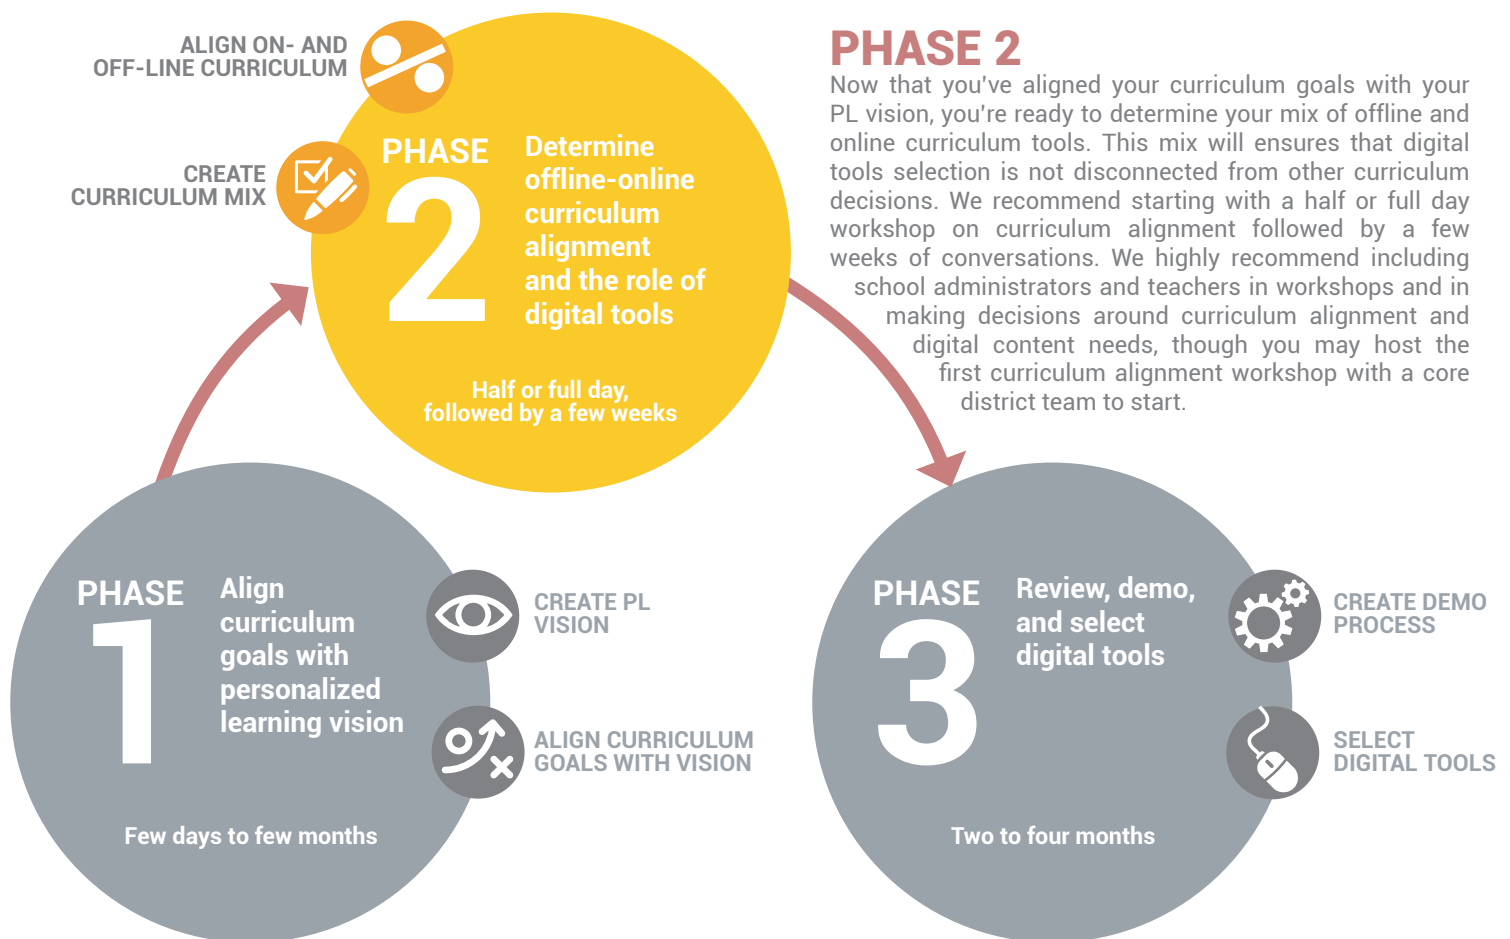 ALIGN ON- AND
OFF-LINE CURRICULUM
CREATE
CURRICULUM MIX
PHASE
2
Determine
offline-online
curriculum
alignment
and the role of
digital tools
Half or full day,
followed by a few weeks
PHASE 2
Now that you've aligned your curriculum goals with your
PL vision, you're ready to determine your mix of offline and
online curriculum tools. This mix will ensures that digital
tools selection is not disconnected from other curriculum
decisions. We recommend starting with a half or full day
workshop on curriculum alignment followed by a few
weeks of conversations. We highly recommend including
school administrators and teachers in workshops and in
making decisions around curriculum alignment and
digital content needs, though you may host the
first curriculum alignment workshop with a core
district team to start.
PHASE
1
Align
curriculum
goals with
personalized
learning vision
Few days to few months
CREATE PL
VISION
ALIGN CURRICULUM
GOALS WITH VISION
PHASE
3
Review, demo,
and select
digital tools
Two to four months
CREATE DEMO
PROCESS
SELECT
DIGITAL TOOLS